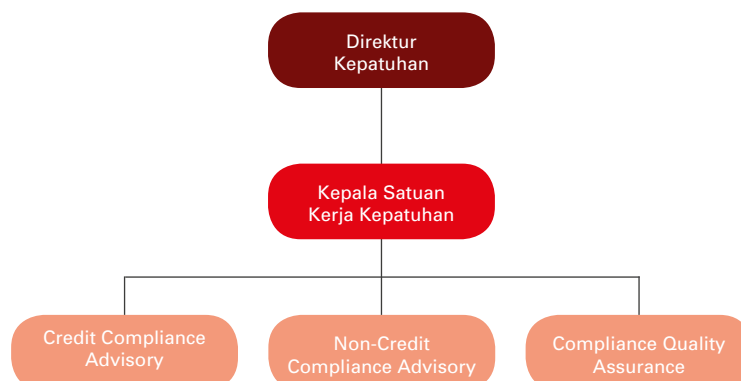 Direktur
Kepatuhan
Kepala Satuan
Kerja Kepatuhan
Credit Compliance
Advisory
Non-Credit
Compliance Advisory
Compliance Quality
Assurance